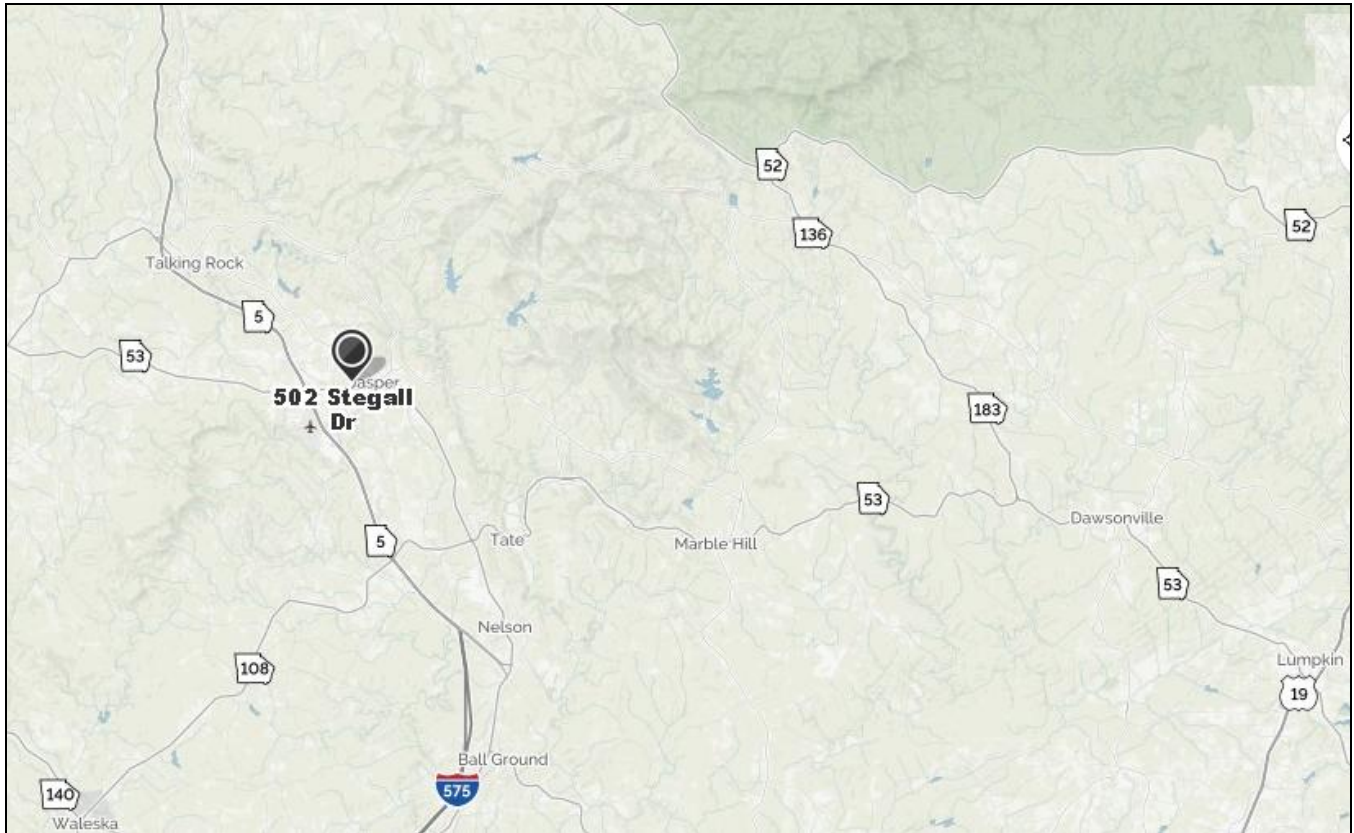 52
52
136
Talking Rock
5
53
Jasper
502 Stegall
Dr
183
53
Dawsonville
5
Tate
Marble Hill
53
Nelson
108
Lumpkin
19
Ball Ground
575
140
Waleska